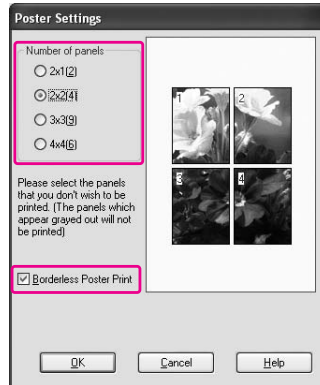 Poster Settings
Number of panels
2x1(2)
2x2(4)
3x3(9)
4x4(6)
Please select the panels
that you don't wish to be
printed. (The panels which
appear grayed out will not
be printed)
Borderless Poster Print
1
2
3
4
OK
Cancel
Help